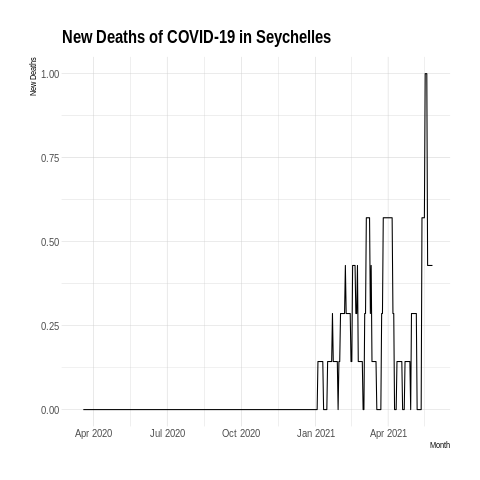 New Deaths of COVID-19 in Seychelles
New Deaths
1.00
0.75
0.50
0.25
0.00
Apr 2020 Jul 2020 Oct 2020 Jan 2021 Apr 2021
Month